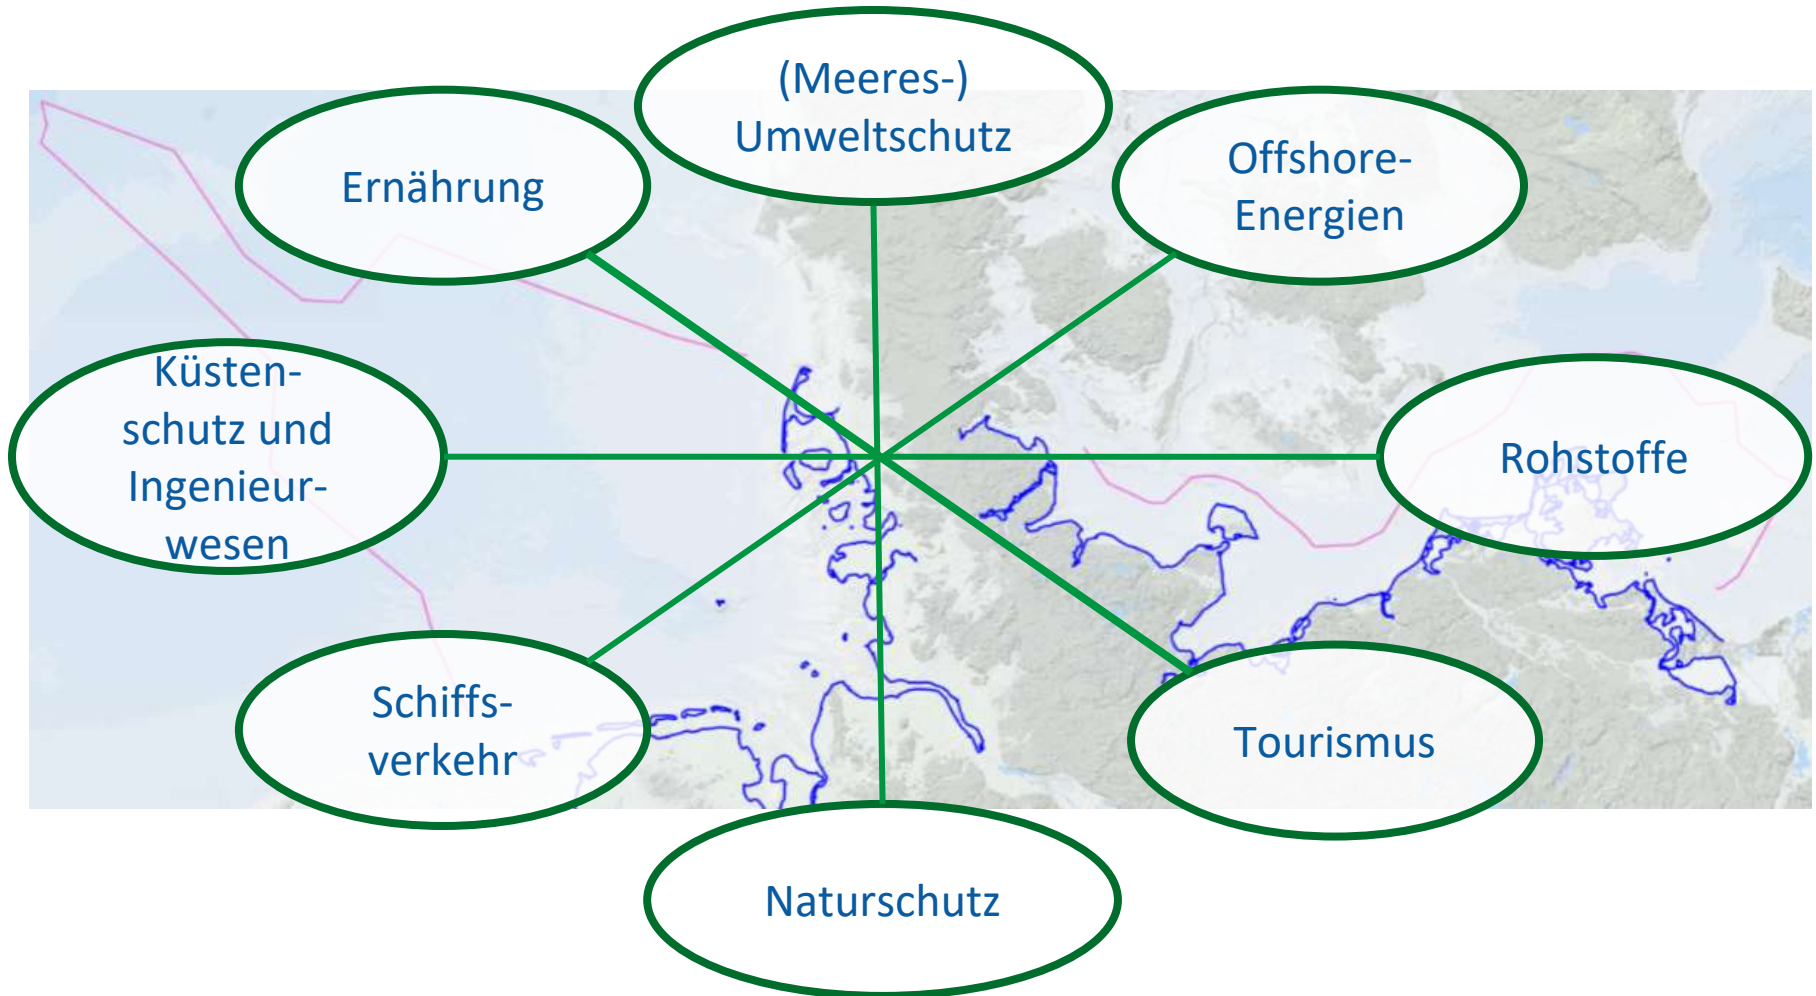 (Meeres-)
Umweltschutz
Ernährung
Offshore-
Energien
Küsten-
schutz und
Ingenieur-
wesen
Rohstoffe
Schiffs-
verkehr
Tourismus
Naturschutz